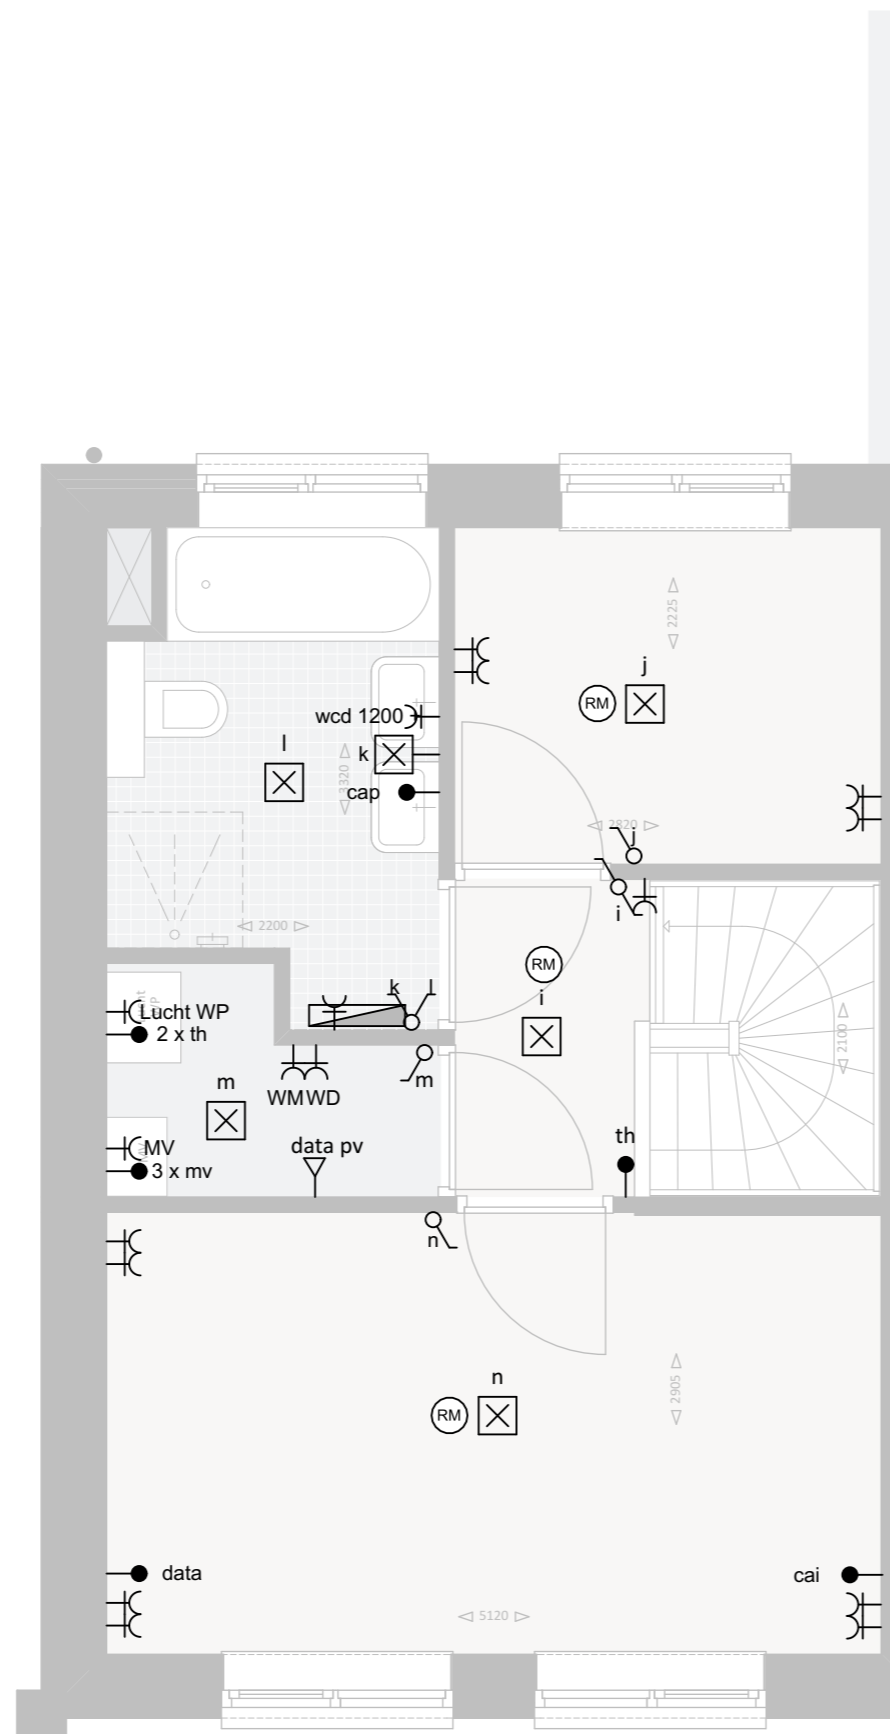 2225
j
RM
wcd 1200
l
k
3320
cap
2820
j
i
2200
RM
k
l
i
Lucht WP
2 x th
2100
m
m
WM
WD
th
data pv
MV
3 x mv
n
2905
n
RM
data
cai
5120